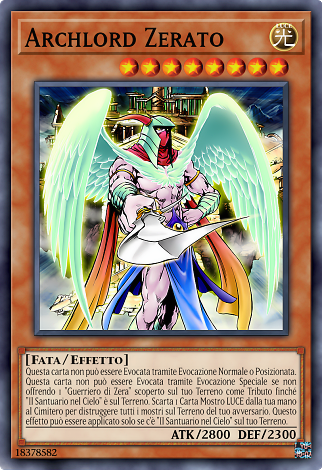 Archlord Zerato
光
[Fata/Effetto]
Questa carta non può essere Evocata tramite Evocazione Normale o Posizionata.
Questa carta non può essere Evocata tramite Evocazione Speciale se non
offrendo 1 "Guerriero di Zera" scoperto sul tuo Terreno come Tributo finché
"Il Santuario nel Cielo" è sul Terreno. Scarta 1 Carta Mostro LUCE dalla tua mano
al Cimitero per distruggere tutti i mostri sul Terreno del tuo avversario. Questo
effetto può essere applicato solo se c'è "Il Santuario nel Cielo" sul tuo Terreno.
ATK/2800 DEF/2300
18378582